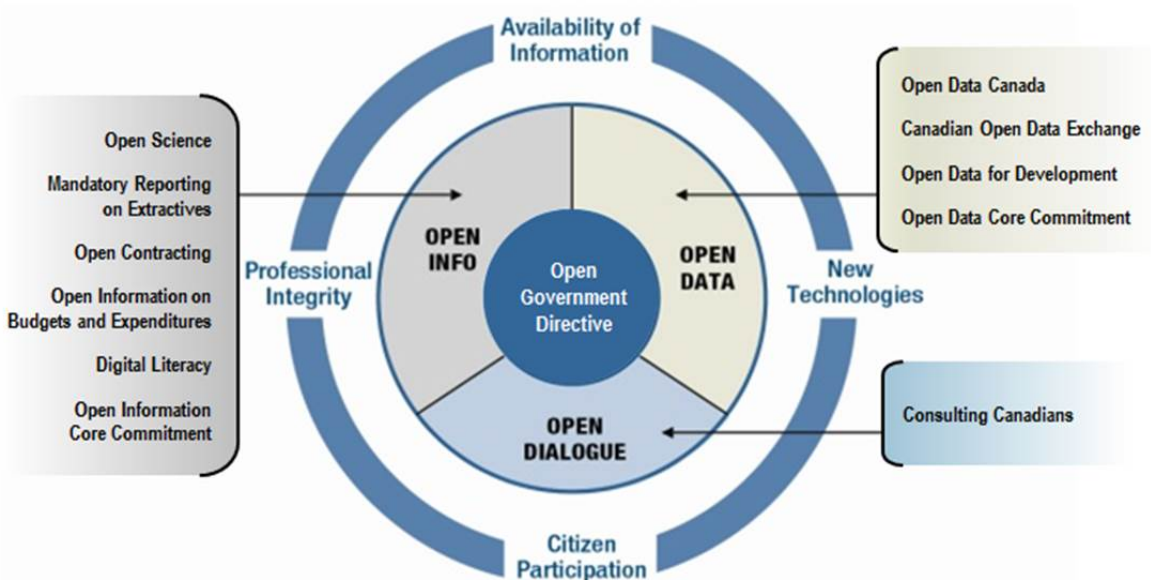 Availability of
Information
Open Science
Mandatory Reporting
on Extractives
Open Contracting
Open Information on
Budgets and Expenditures
Digital Literacy
Open Information
Core Commitment
Professional
Integrity
OPEN
INFO
Open
Government
Directive
OPEN
DATA
OPEN
DIALOGUE
New
Technologies
Open Data Canada
Canadian Open Data Exchange
Open Data for Development
Open Data Core Commitment
Consulting Canadians
Citizen
Participation